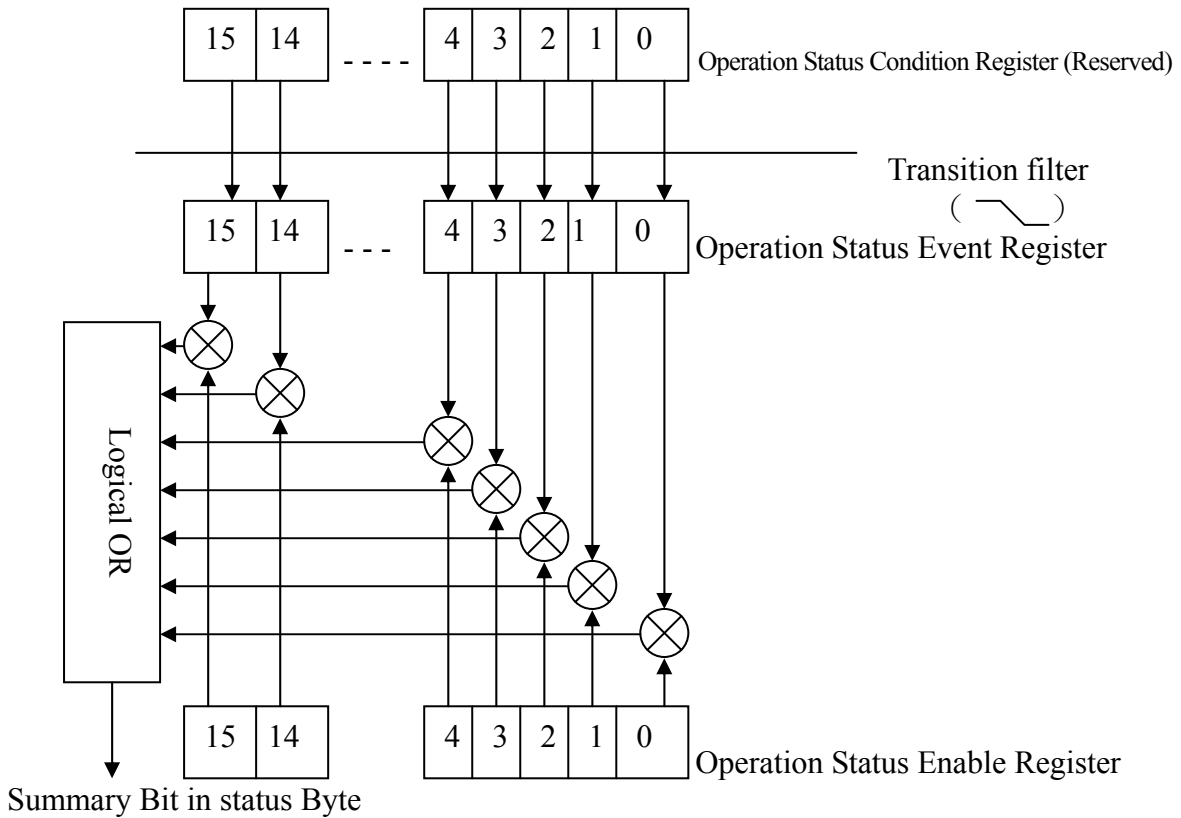 15 14 - - - - 4 3 2 1 0 Operation Status Condition Register (Reserved)
Transition filter
( )
15 14 - - - 4 3 2 1 0 Operation Status Event Register
Logical OR
15 14 4 3 2 1 0 Operation Status Enable Register
Summary Bit in status Byte